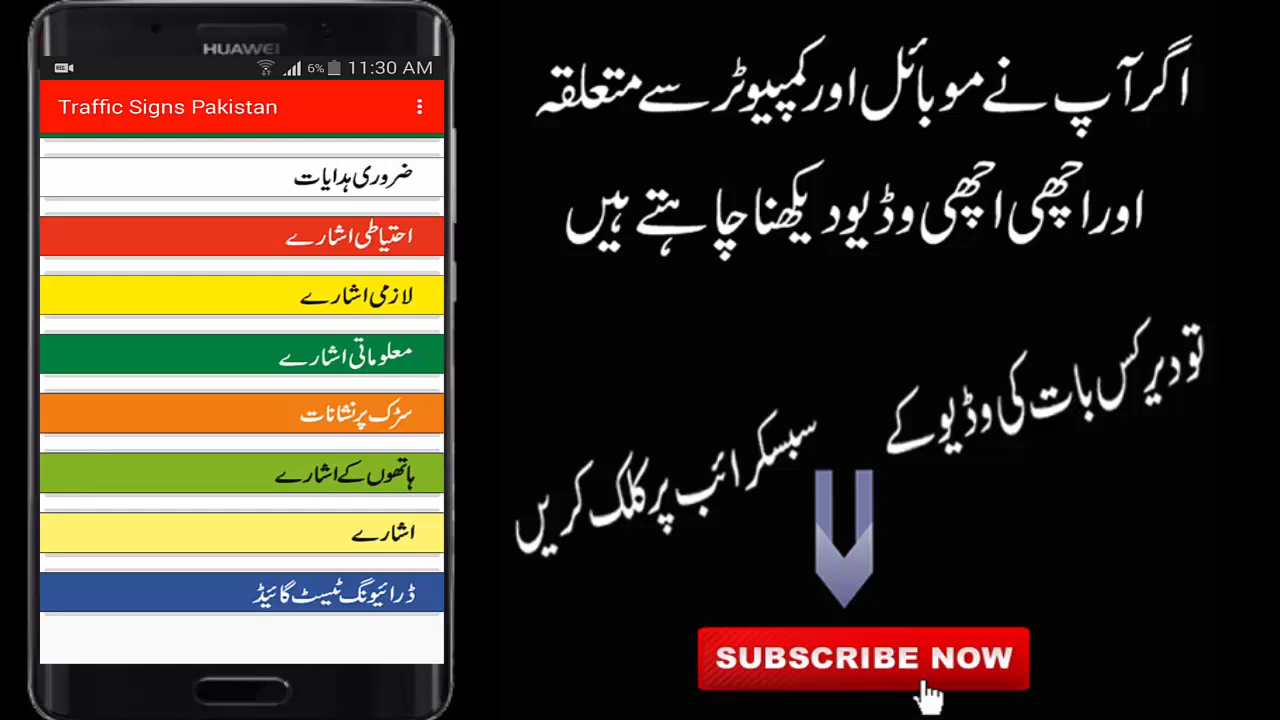 HUAWEI
REC
6%
11:30 AM
Traffic Signs Pakistan
ضروری ہدایات
احتیاطی اشارے
لازمی اشارے
معلوماتی اشارے
سڑک پر نشانات
ہاتھوں کے اشارے
اشارے
ڈرائیونگ ٹیسٹ گائیڈ
اگر آپ نے موبائل اور کمپیوٹر سے متعلقہ
اور اچھی اچھی وڈیو دیکھنا چاہتے ہیں
تو دیر کس بات کی وڈیو کے
سبسکرائب پر کلک کریں
SUBSCRIBE NOW